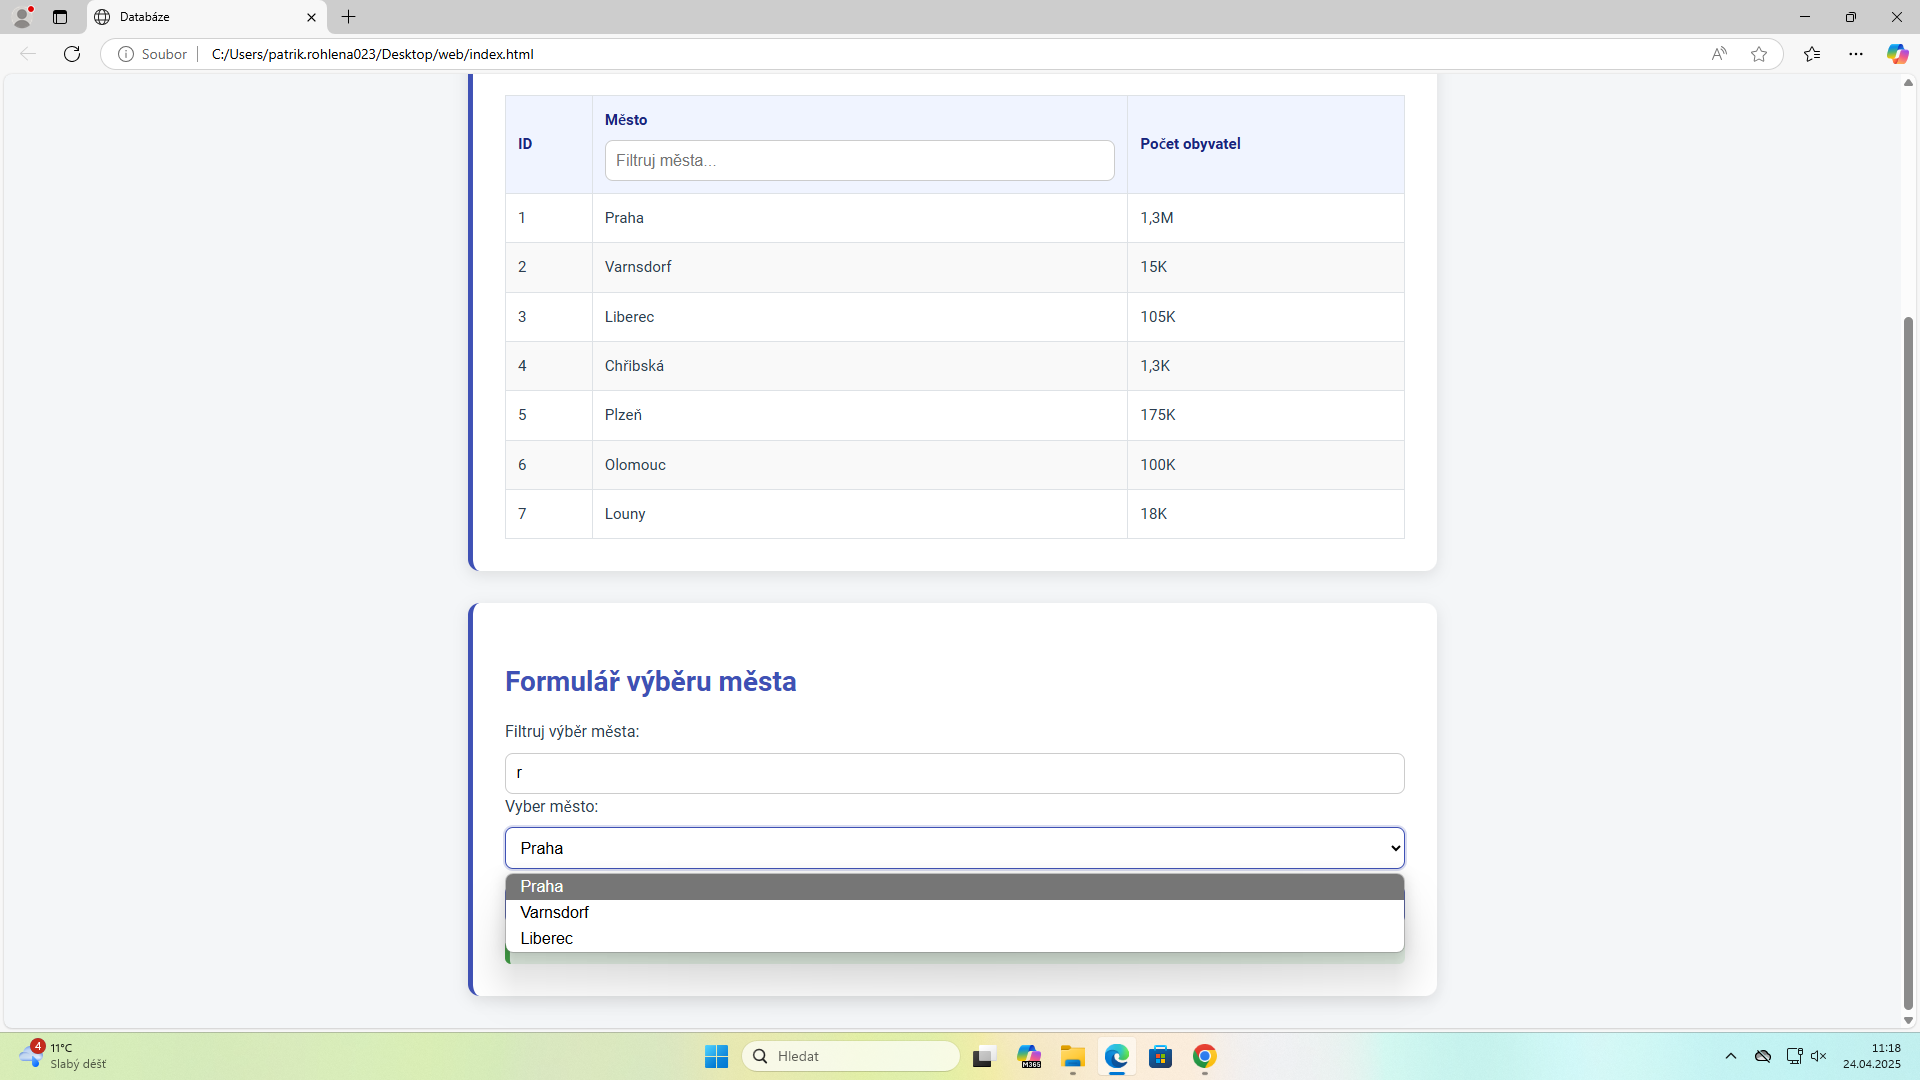 Databáze
Soubor
C:/Users/patrik.rohlena023/Desktop/web/index.html
ID
Město
Filtruj města...
Počet obyvatel
1
Praha
1,3M
2
Varnsdorf
15K
3
Liberec
105K
4
Chřibská
1,3K
5
Plzeň
175K
6
Olomouc
100K
7
Louny
18K
Formulář výběru města
Filtruj výběr města:
r
Vyber město:
Praha
Praha
Varnsdorf
Liberec
4
11°C
Slabý déšť
Hledat
M365
11:18
24.04.2025